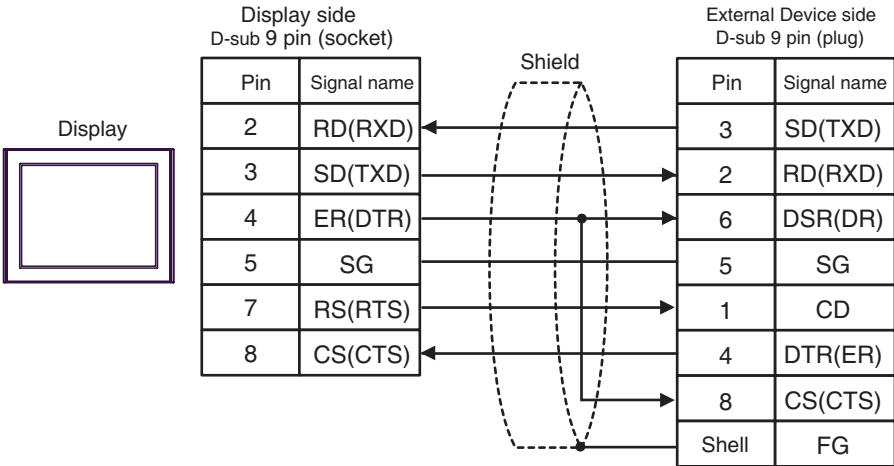 Display side
D-sub 9 pin (socket)
External Device side
D-sub 9 pin (plug)
Shield
Display
Pin Signal name
2 RD(RXD)
3 SD(TXD)
4 ER(DTR)
5 SG
7 RS(RTS)
8 CS(CTS)
Pin Signal name
3 SD(TXD)
2 RD(RXD)
6 DSR(DR)
5 SG
1 CD
4 DTR(ER)
8 CS(CTS)
Shell FG